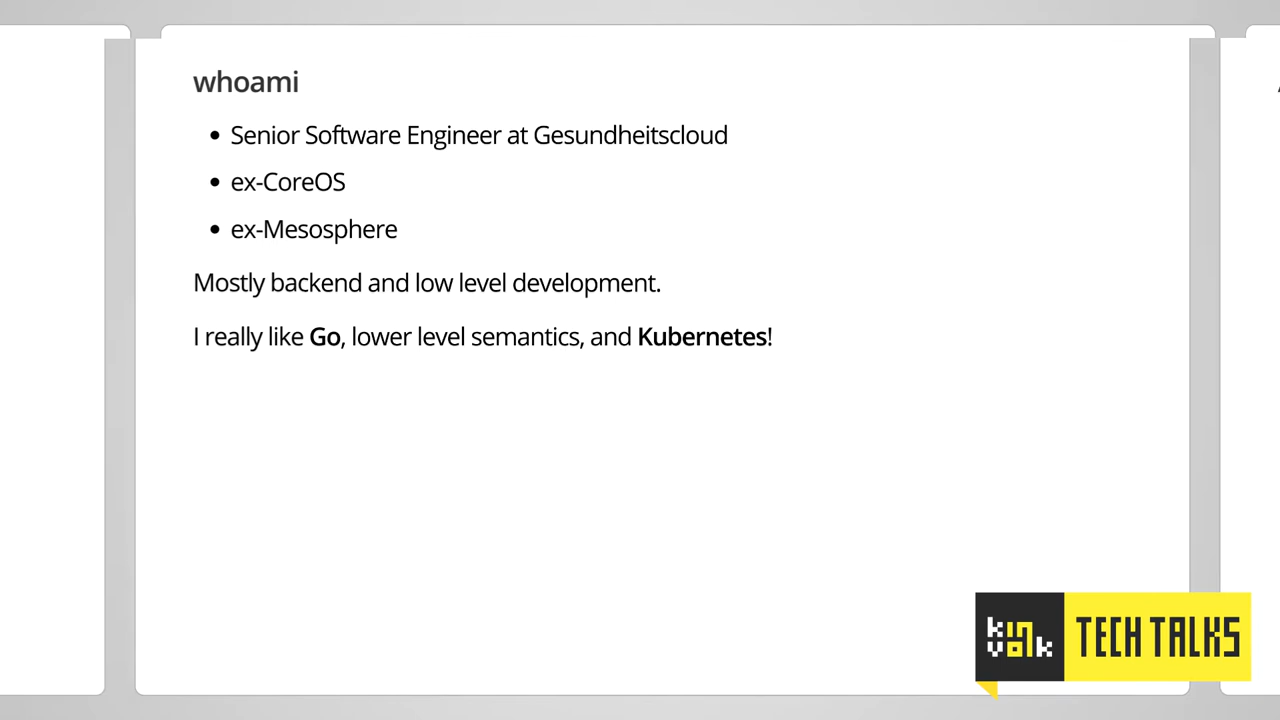 whoami
Senior Software Engineer at Gesundheitscloud
ex-CoreOS
ex-Mesosphere
Mostly backend and low level development.
I really like Go, lower level semantics, and Kubernetes!
kinvolk TECH TALKS